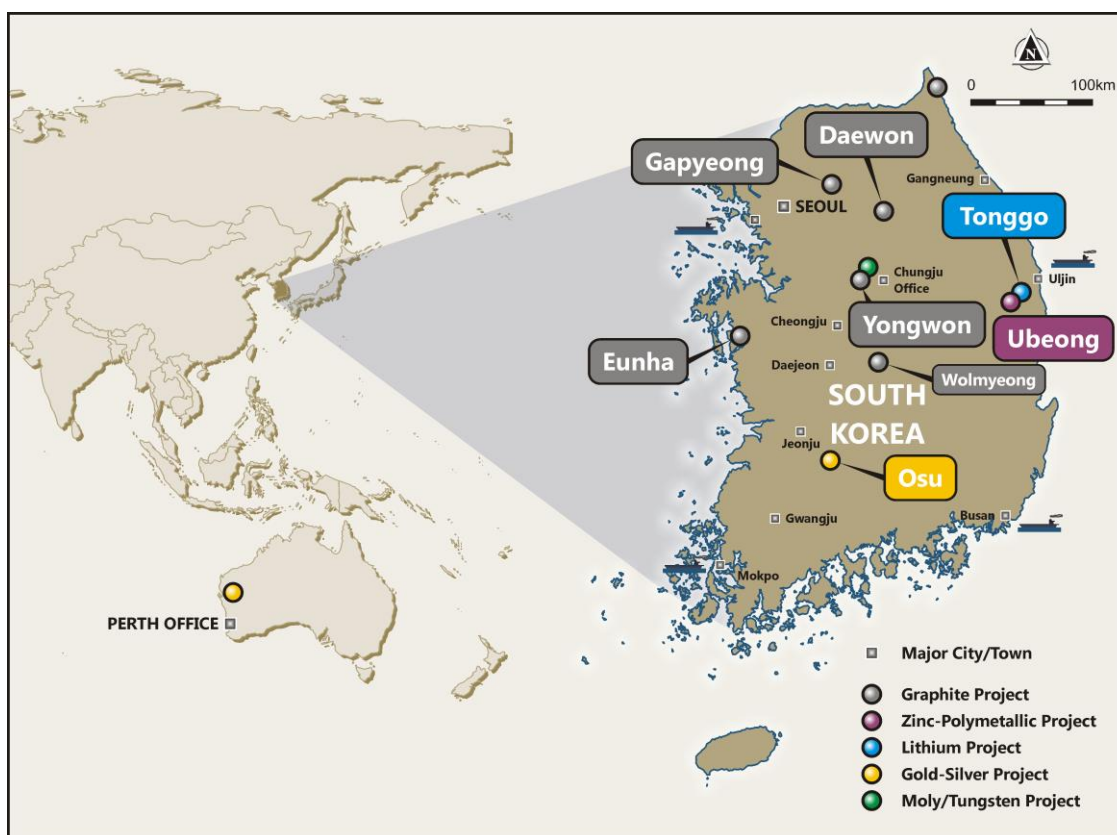 N
0 100km
Daewon
Gapyeong
Gangneung
SEOUL
Tonggo
Chungju
Office
Uljin
Cheongju
Yongwon
Ubeong
Eunha
Daejeon
Wolmyeong
SOUTH
KOREA
Jeonju
Osu
Gwangju
Busan
Mokpo
PERTH OFFICE
Major City/Town
Graphite Project
Zinc-Polymetallic Project
Lithium Project
Gold-Silver Project
Moly/Tungsten Project